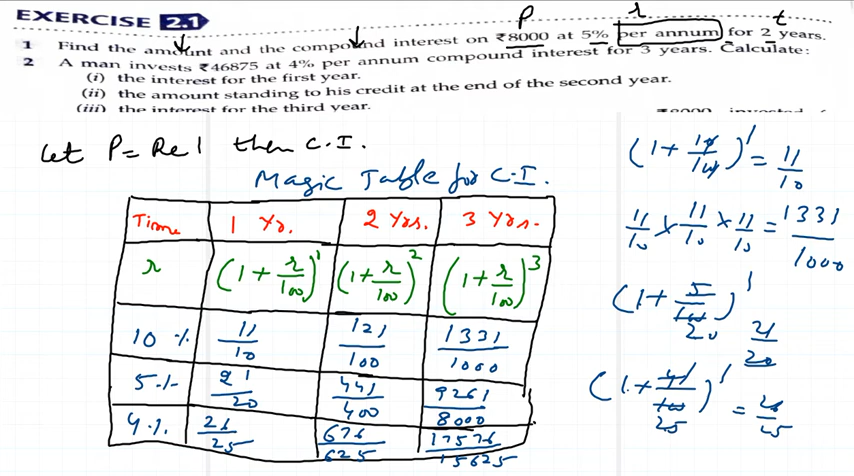 EXERCISE 2.1
P r t
1 Find the amount and the compound interest on ₹8000 at 5% per annum for 2 years.
2 A man invests ₹46875 at 4% per annum compound interest for 3 years. Calculate:
(i) the interest for the first year.
(ii) the amount standing to his credit at the end of the second year.
(iii) the interest for the third year.
Let P = Re 1 then C.I.
Magic Table for C.I.
Time 1 Yr. 2 Yrs. 3 Yrs.
r (1 + r/100)^1 (1 + r/100)^2 (1 + r/100)^3
10 % 11/10 121/100 1331/1000
5 % 21/20 441/400 9261/8000
4 % 26/25 676/625 17576/15625
(1 + 10/100)^1 = 11/10
11/10 × 11/10 × 11/10 = 1331/1000
(1 + 5/100)^1 21/20
20
(1 + 4/100)^1 = 26/25
25